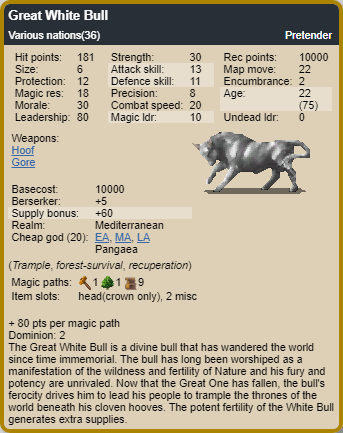 Great White Bull
Various nations(36) Pretender
Hit points: 181 Strength: 30 Rec points: 10000
Size: 6 Attack skill: 13 Map move: 22
Protection: 12 Defence skill: 11 Encumbrance: 2
Magic res: 18 Precision: 8 Age: 22
Morale: 30 Combat speed: 20 (75)
Leadership: 80 Magic ldr: 10 Undead ldr: 0
Weapons:
Hoof
Gore
Basecost: 10000
Berserker: +5
Supply bonus: +60
Realm: Mediterranean
Cheap god (20): EA, MA, LA
Pangaea
(Trample, forest-survival, recuperation)
Magic paths: 1 1 9
Item slots: head(crown only), 2 misc
+ 80 pts per magic path
Dominion: 2
The Great White Bull is a divine bull that has wandered the world
since time immemorial. The bull has long been worshiped as a
manifestation of the wildness and fertility of Nature and his fury and
potency are unrivaled. Now that the Great One has fallen, the bull's
ferocity drives him to lead his people to trample the thrones of the
world beneath his cloven hooves. The potent fertility of the White Bull
generates extra supplies.